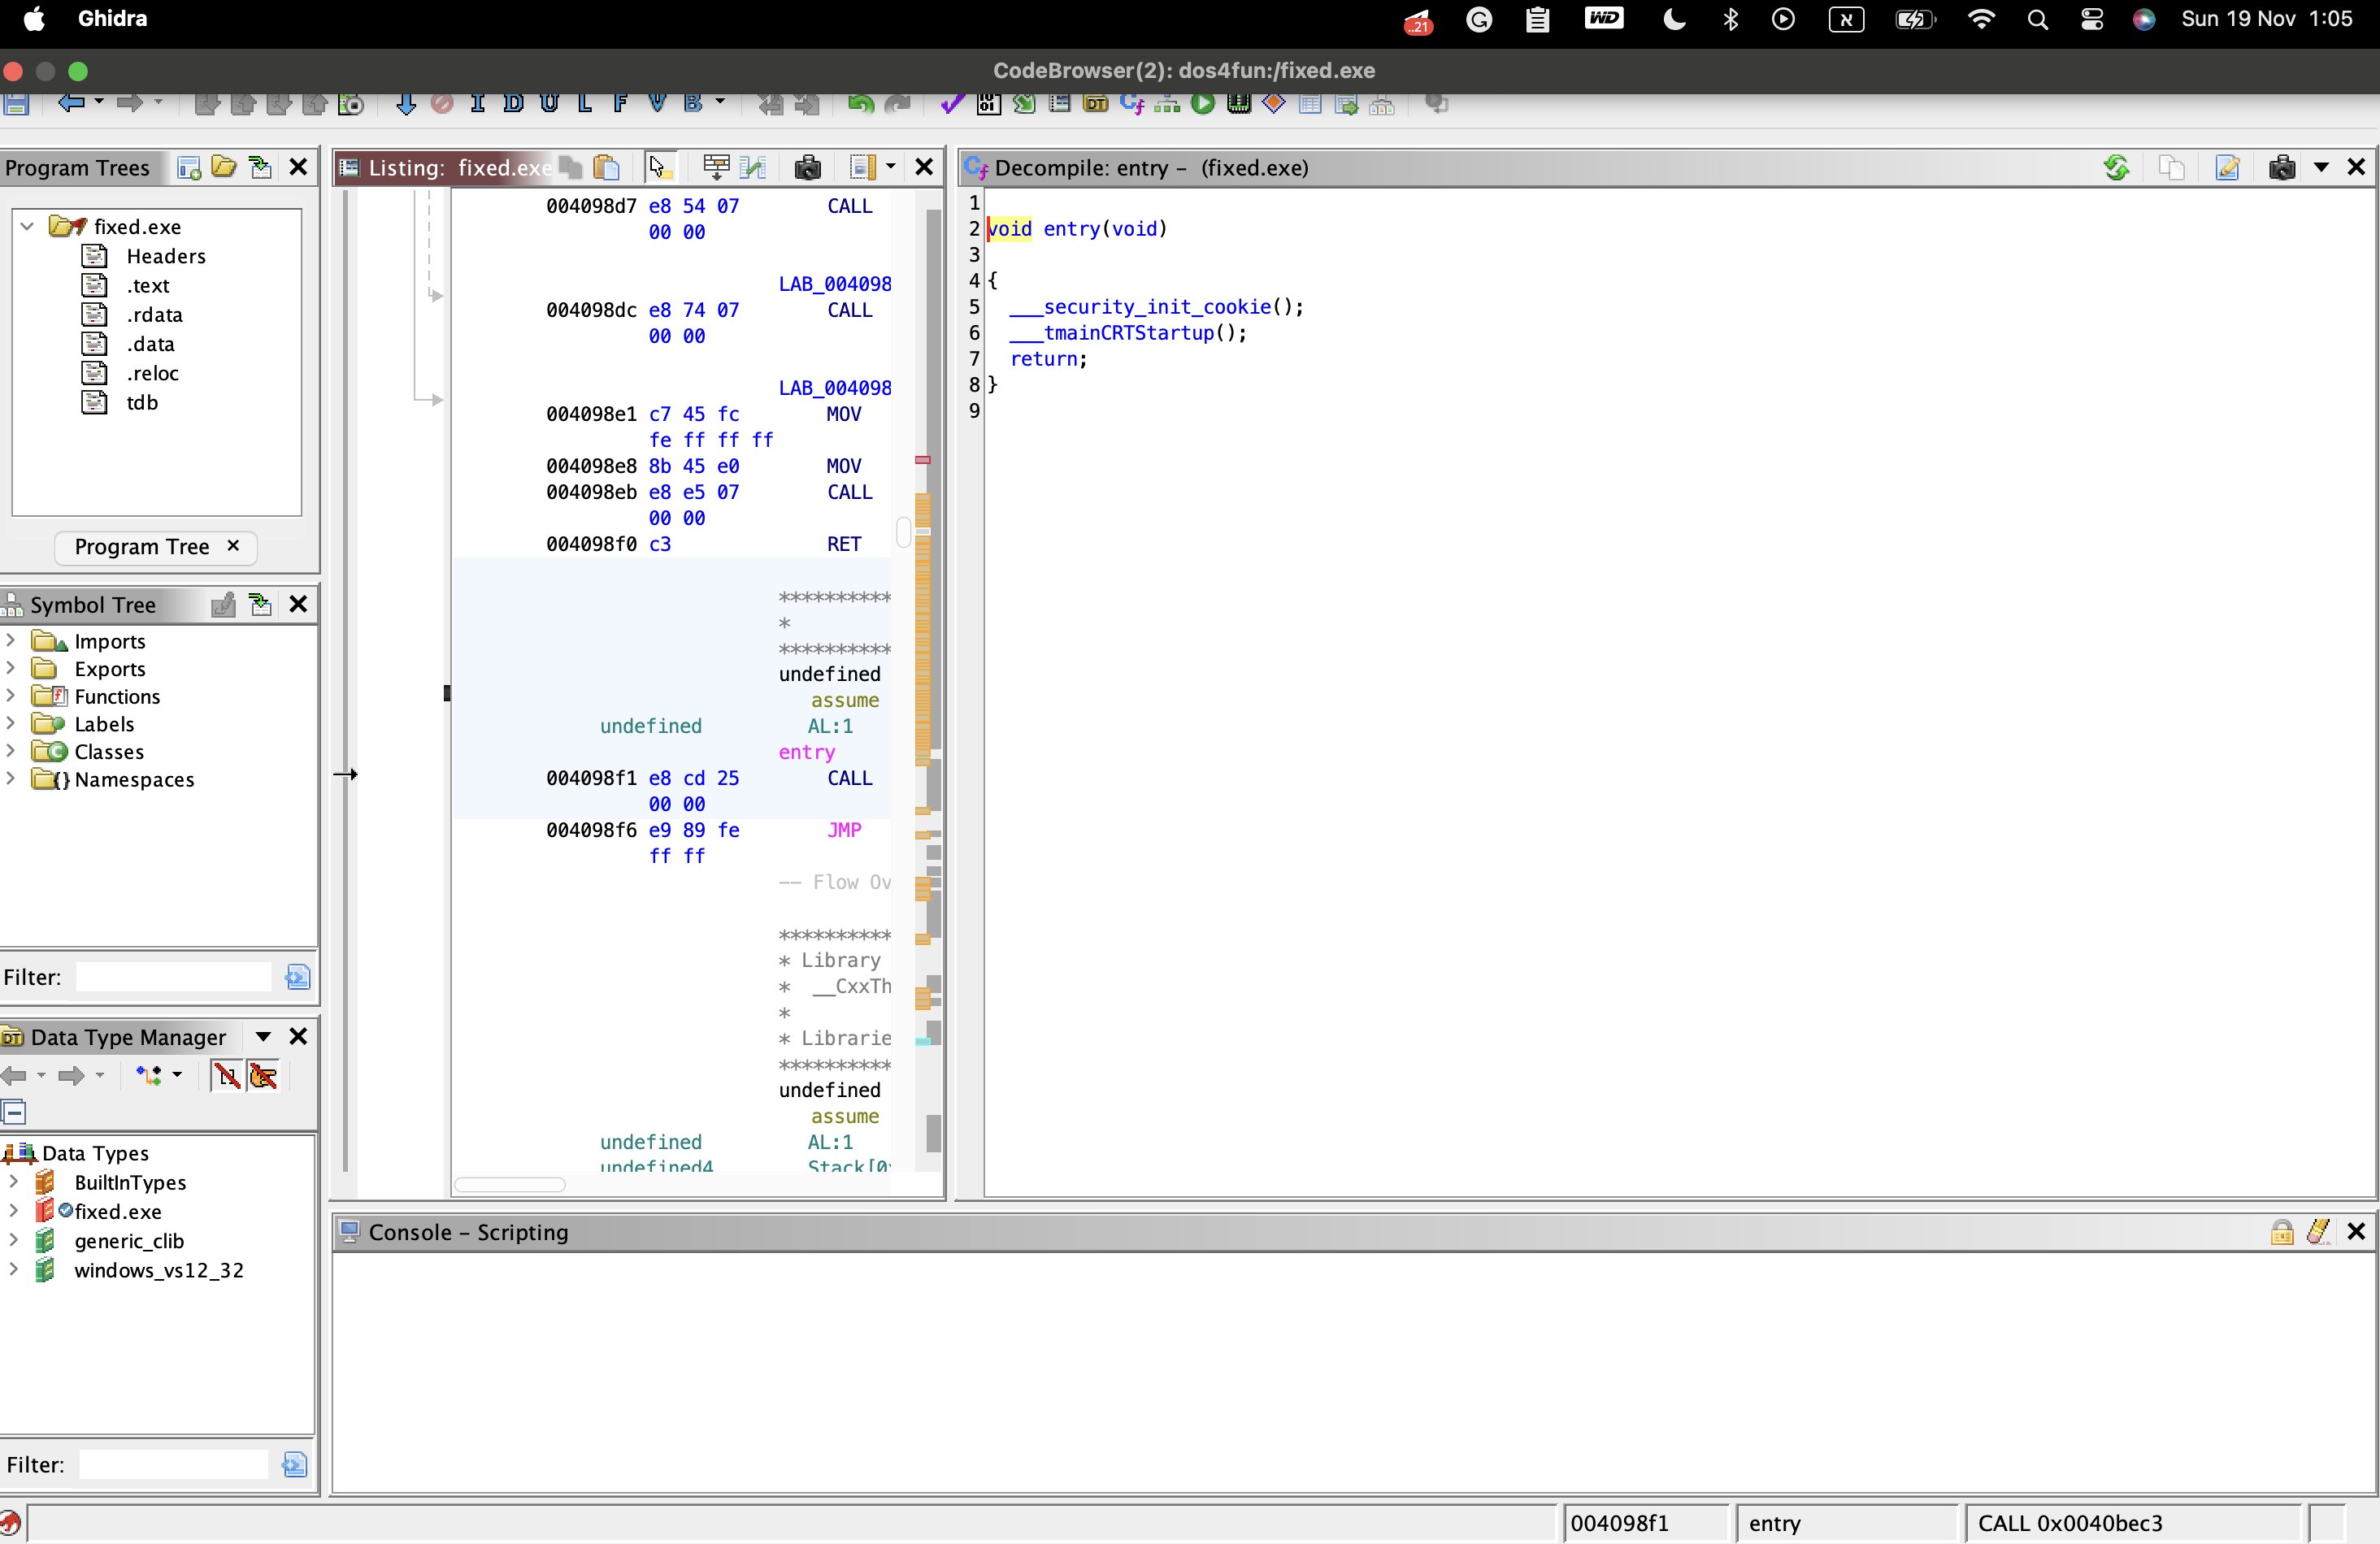 Ghidra
..21
WD
א
Sun 19 Nov 1:05
CodeBrowser(2): dos4fun:/fixed.exe
I D U L F V B
Program Trees
fixed.exe
Headers
.text
.rdata
.data
.reloc
tdb
Program Tree ×
Symbol Tree
Imports
Exports
Functions
Labels
Classes
Namespaces
Filter:
Data Type Manager
Data Types
BuiltInTypes
fixed.exe
generic_clib
windows_vs12_32
Filter:
Listing: fixed.exe
004098d7 e8 54 07 CALL
00 00
LAB_004098
004098dc e8 74 07 CALL
00 00
LAB_004098
004098e1 c7 45 fc MOV
fe ff ff ff
004098e8 8b 45 e0 MOV
004098eb e8 e5 07 CALL
00 00
004098f0 c3 RET
**********
*
**********
undefined
assume
undefined AL:1
entry
004098f1 e8 cd 25 CALL
00 00
004098f6 e9 89 fe JMP
ff ff
-- Flow Ov
**********
* Library
* __CxxTh
*
* Librarie
**********
undefined
assume
undefined AL:1
undefined4 Stack[0
Decompile: entry – (fixed.exe)
1
2 void entry(void)
3
4 {
5 ___security_init_cookie();
6 ___tmainCRTStartup();
7 return;
8 }
9
Console – Scripting
004098f1
entry
CALL 0x0040bec3